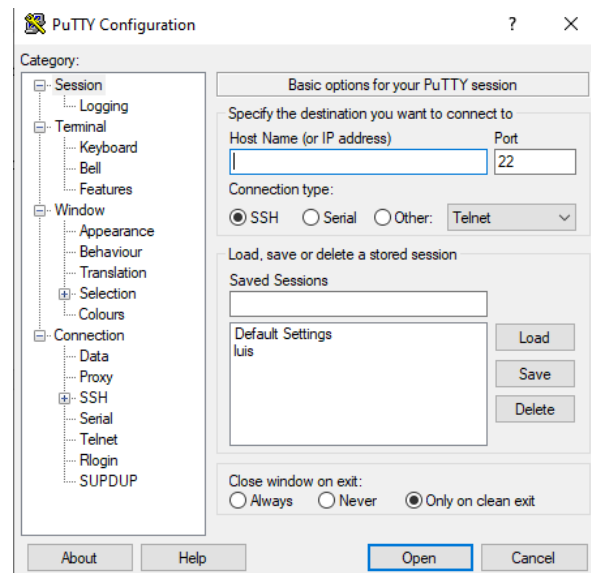 PuTTY Configuration
?
Category:
Session
Logging
Terminal
Keyboard
Bell
Features
Window
Appearance
Behaviour
Translation
Selection
Colours
Connection
Data
Proxy
SSH
Serial
Telnet
Rlogin
SUPDUP
Basic options for your PuTTY session
Specify the destination you want to connect to
Host Name (or IP address) Port
22
Connection type:
SSH Serial Other: Telnet
Load, save or delete a stored session
Saved Sessions
Default Settings
luis
Load
Save
Delete
Close window on exit:
Always Never Only on clean exit
About Help Open Cancel